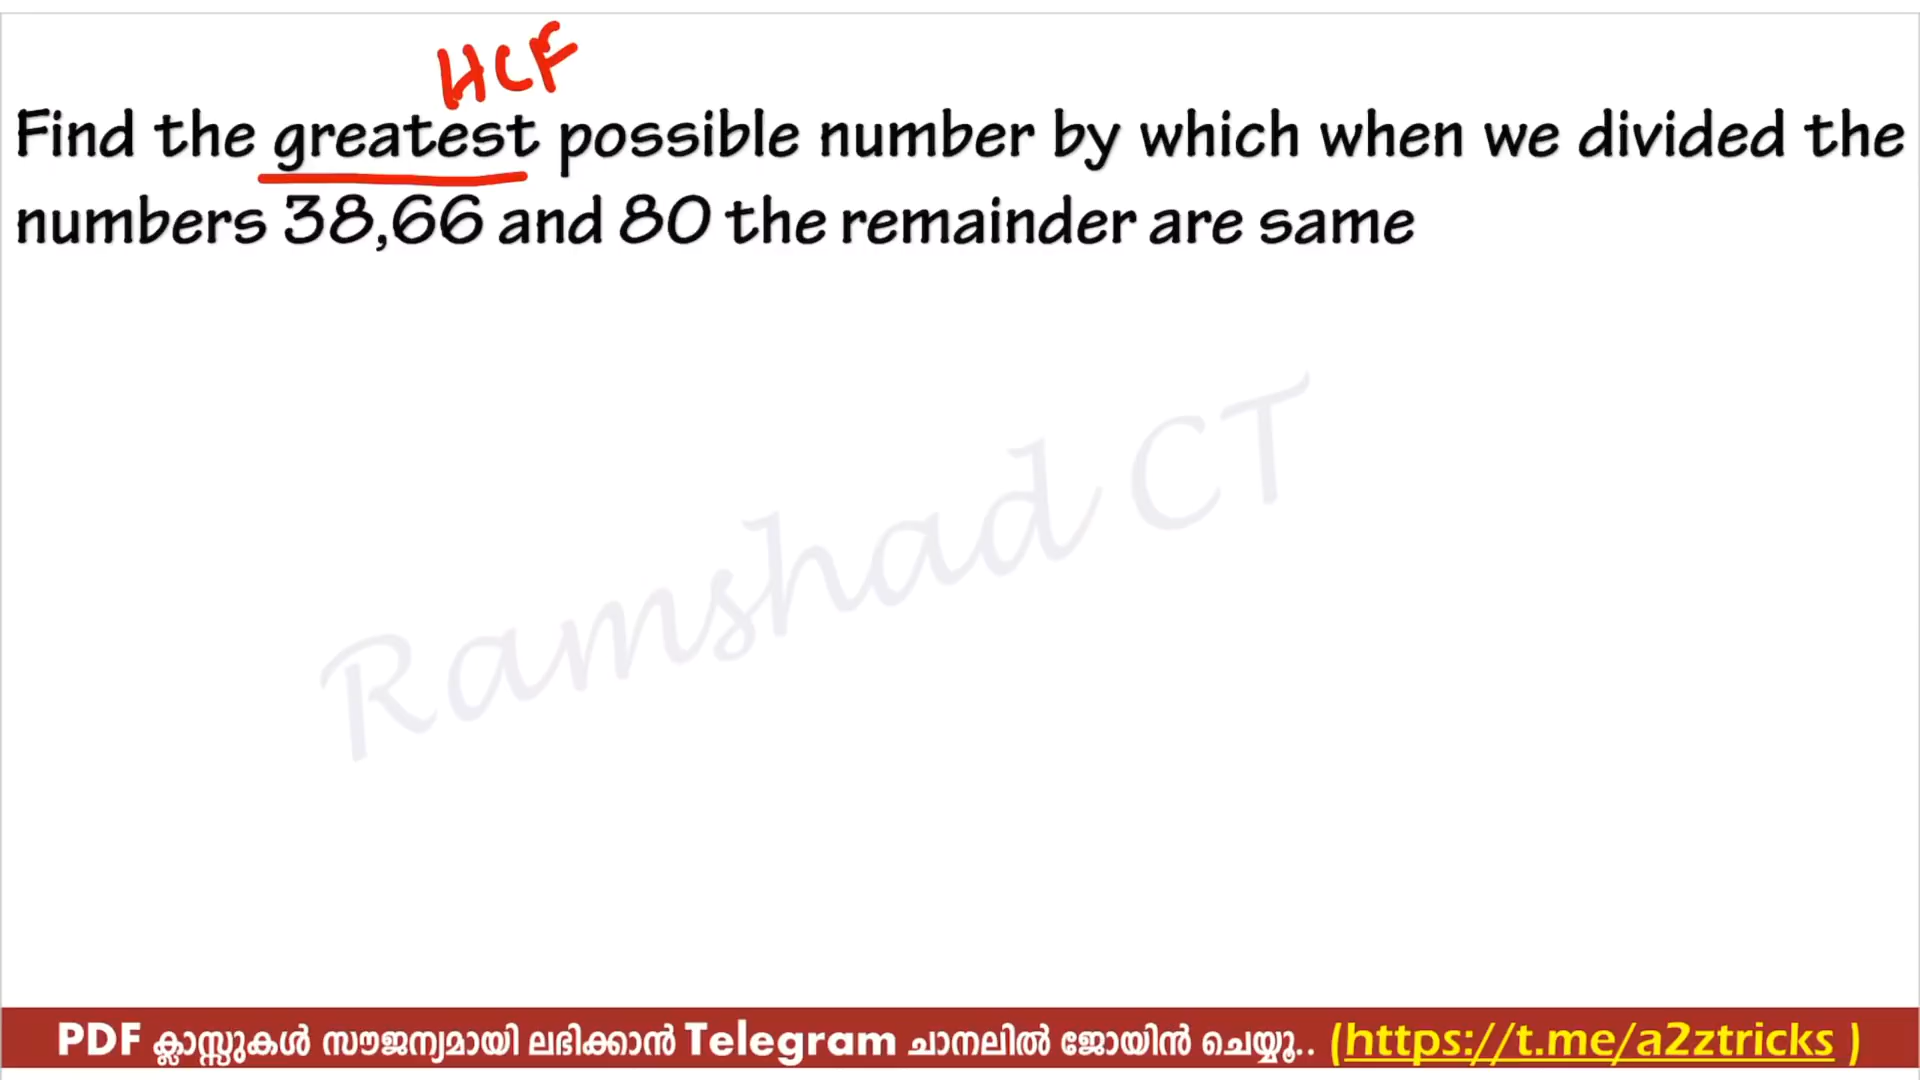 HCF
Find the greatest possible number by which when we divided the
numbers 38,66 and 80 the remainder are same
Ramshad CT
PDF ക്ലാസ്സുകൾ സൗജന്യമായി ലഭിക്കാൻ Telegram ചാനലിൽ ജോയിൻ ചെയ്യൂ.. (https://t.me/a2ztricks )